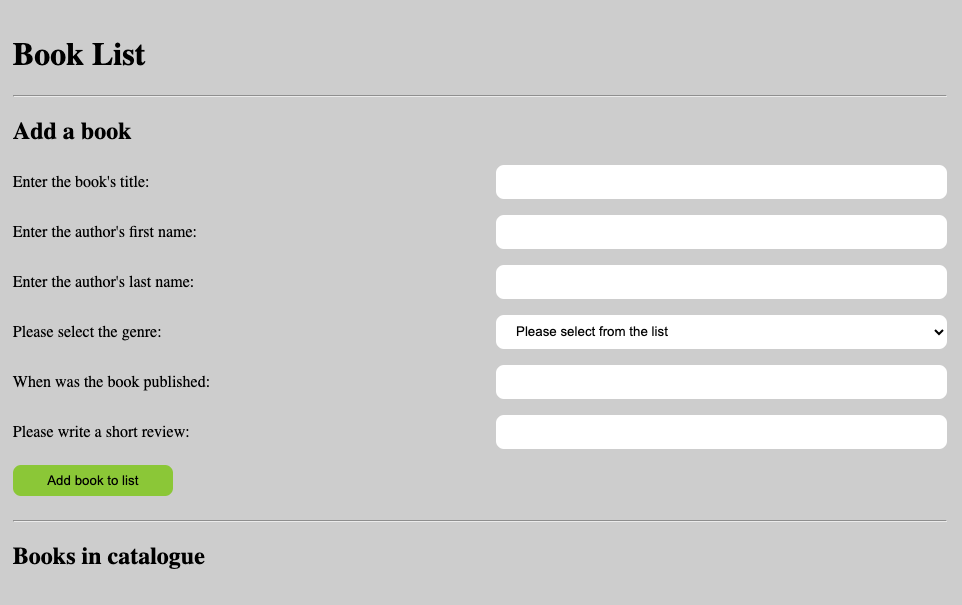 Book List
Add a book
Enter the book's title:
Enter the author's first name:
Enter the author's last name:
Please select the genre: Please select from the list
When was the book published:
Please write a short review:
Add book to list
Books in catalogue